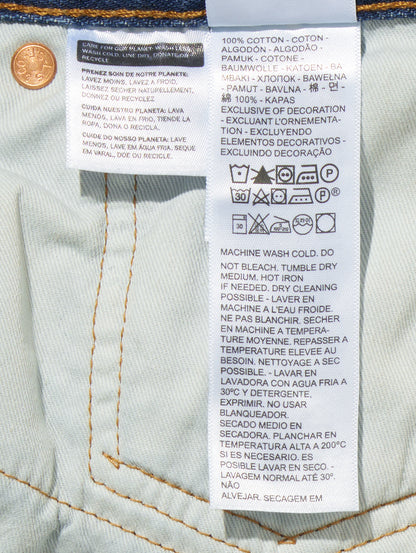 CARE FOR OUR PLANET: WASH LESS,
WASH COLD, LINE DRY, DONATE OR
RECYCLE
PRENEZ SOIN DE NOTRE PLANÈTE:
LAVEZ MOINS, LAVEZ À FROID,
LAISSEZ SÉCHER NATURELLEMENT,
DONNEZ OU RECYCLEZ
CUIDA NUESTRO PLANETA: LAVA
MENOS, LAVA EN FRIO, TIENDE LA
ROPA, DONA O RECICLA
CUIDE DO NOSSO PLANETA: LAVE
MENOS, LAVE EM ÁGUA FRIA, SEQUE
EM VARAL, DOE OU RECICLE.
100% COTTON - COTON -
ALGODÓN - ALGODÃO -
PAMUK - COTONE -
BAUMWOLLE - KATOEN - BA
MBAKI - ХЛОПОК - BAWEŁNA
- PAMUT - BAVLNA - 棉 - 면 -
綿 100% - KAPAS
EXCLUSIVE OF DECORATION
- EXCLUANT L'ORNEMENTA-
TION - EXCLUYENDO
ELEMENTOS DECORATIVOS -
EXCLUINDO DECORAÇÃO
P
30 P
30
MACHINE WASH COLD. DO
NOT BLEACH. TUMBLE DRY
MEDIUM. HOT IRON
IF NEEDED. DRY CLEANING
POSSIBLE - LAVER EN
MACHINE A L'EAU FROIDE.
NE PAS BLANCHIR. SÉCHER
EN MACHINE A TEMPERA-
TURE MOYENNE. REPASSER A
TEMPERATURE ELEVEE AU
BESOIN. NETTOYAGE A SEC
POSSIBLE. - LAVAR EN
LAVADORA CON AGUA FRIA A
30ºC Y DETERGENTE,
EXPRIMIR. NO USAR
BLANQUEADOR.
SECADO MEDIO EN
SECADORA. PLANCHAR EN
TEMPERATURA ALTA A 200°C
SI ES NECESARIO. ES
POSSIBLE LAVADO EN SECO. -
LAVAGEM NORMAL ATÉ 30º.
NÃO
ALVEJAR. SECAGEM EM